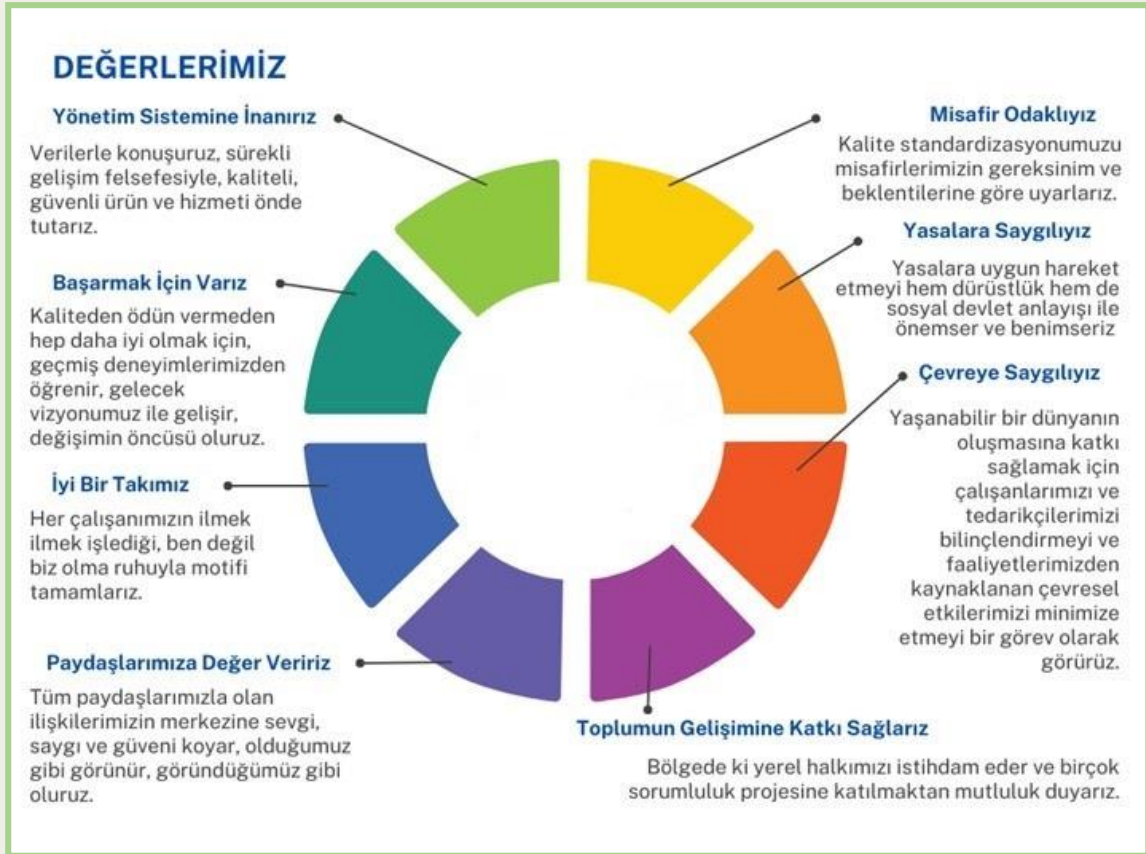 DEĞERLERİMİZ
Yönetim Sistemine İnanırız
Verilerle konuşuruz, sürekli
gelişim felsefesiyle, kaliteli,
güvenli ürün ve hizmeti önde
tutarız.
Başarmak İçin Varız
Kaliteden ödün vermeden
hep daha iyi olmak için,
geçmiş deneyimlerimizden
öğrenir, gelecek
vizyonumuz ile gelişir,
değişimin öncüsü oluruz.
İyi Bir Takımız
Her çalışanımızın ilmek
ilmek işlediği, ben değil
biz olma ruhuyla motifi
tamamlarız.
Paydaşlarımıza Değer Veririz
Tüm paydaşlarımızla olan
ilişkilerimizin merkezine sevgi,
saygı ve güveni koyar, olduğumuz
gibi görünür, göründüğümüz gibi
oluruz.
Misafir Odaklıyız
Kalite standardizasyonumuzu
misafirlerimizin gereksinim ve
beklentilerine göre uyarlarız.
Yasalara Saygılıyız
Yasalara uygun hareket
etmeyi hem dürüstlük hem de
sosyal devlet anlayışı ile
önemser ve benimseriz
Çevreye Saygılıyız
Yaşanabilir bir dünyanın
oluşmasına katkı
sağlamak için
çalışanlarımızı ve
tedarikçilerimizi
bilinçlendirmeyi ve
faaliyetlerimizden
kaynaklanan çevresel
etkilerimizi minimize
etmeyi bir görev olarak
görürüz.
Toplumun Gelişimine Katkı Sağlarız
Bölgede ki yerel halkımızı istihdam eder ve birçok
sorumluluk projesine katılmaktan mutluluk duyarız.